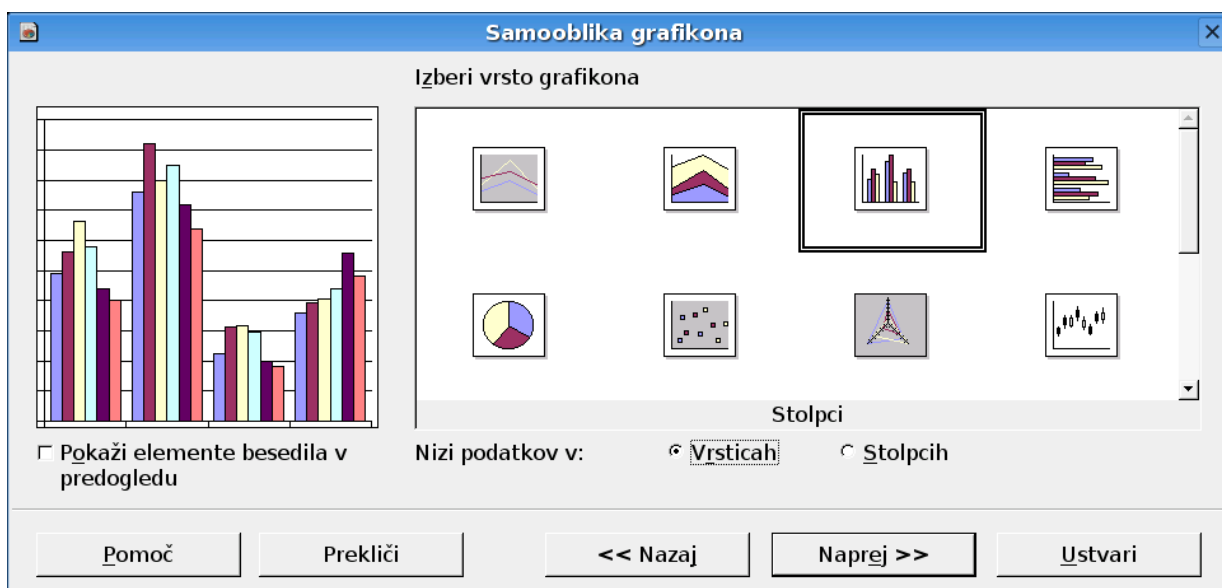 Samooblika grafikona
Izberi vrsto grafikona
Stolpci
Pokaži elemente besedila v
predogledu
Nizi podatkov v:
Vrsticah
Stolpcih
Pomoč
Prekliči
<< Nazaj
Naprej >>
Ustvari